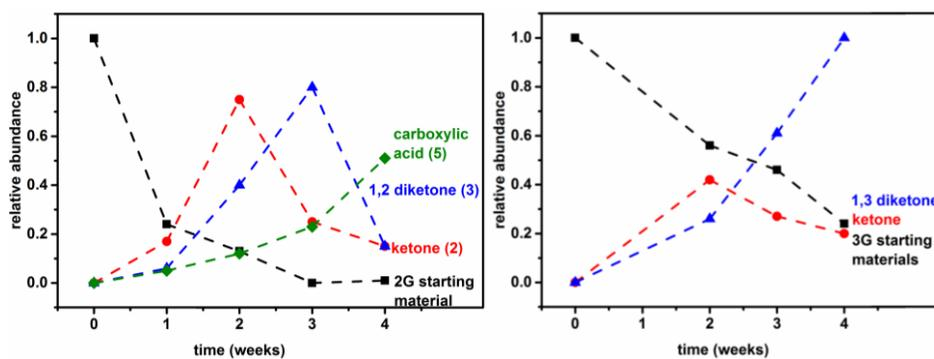 1.0
0.8
0.6
0.4
0.2
0.0
relative abundance
carboxylic
acid (5)
1,2 diketone (3)
ketone (2)
2G starting
material
0 1 2 3 4
time (weeks)
1.0
0.8
0.6
0.4
0.2
0.0
relative abundance
1,3 diketone
ketone
3G starting
materials
0 1 2 3 4
time (weeks)